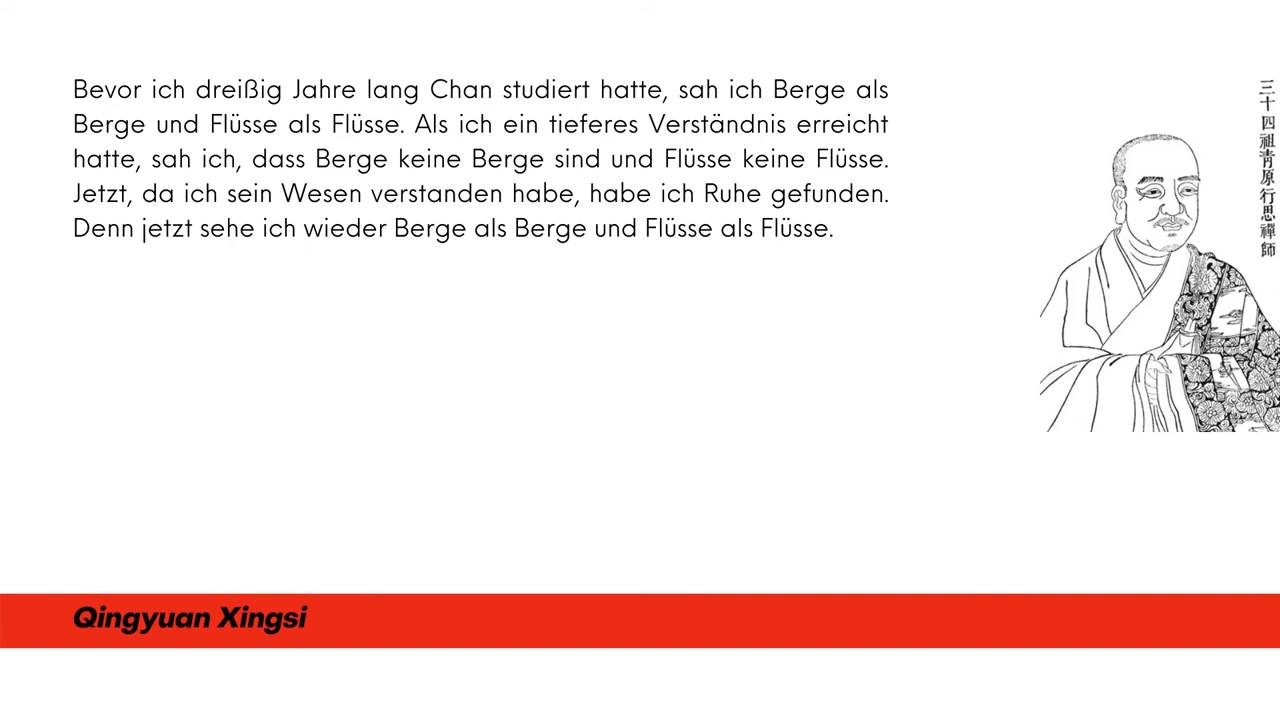 Bevor ich dreißig Jahre lang Chan studiert hatte, sah ich Berge als
Berge und Flüsse als Flüsse. Als ich ein tieferes Verständnis erreicht
hatte, sah ich, dass Berge keine Berge sind und Flüsse keine Flüsse.
Jetzt, da ich sein Wesen verstanden habe, habe ich Ruhe gefunden.
Denn jetzt sehe ich wieder Berge als Berge und Flüsse als Flüsse.
三十四祖青原行思禪師
Qingyuan Xingsi